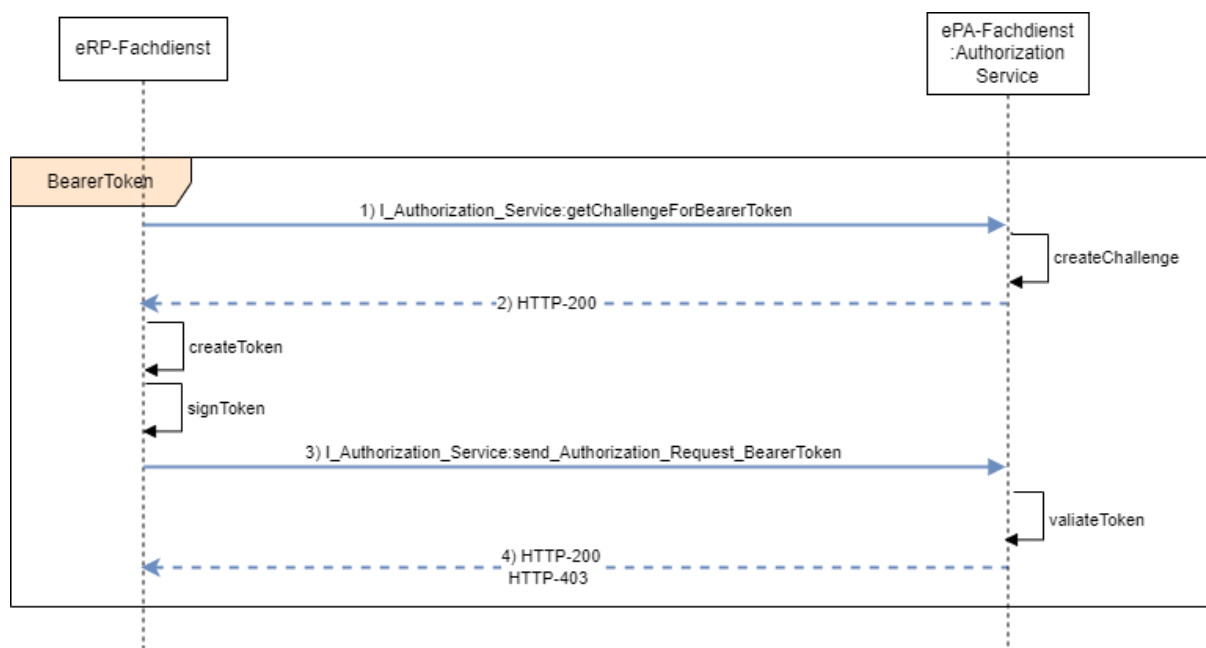 eRP-Fachdienst
ePA-Fachdienst
:Authorization
Service
BearerToken
1) I_Authorization_Service:getChallengeForBearerToken
createChallenge
2) HTTP-200
createToken
signToken
3) I_Authorization_Service:send_Authorization_Request_BearerToken
valiateToken
4) HTTP-200
HTTP-403